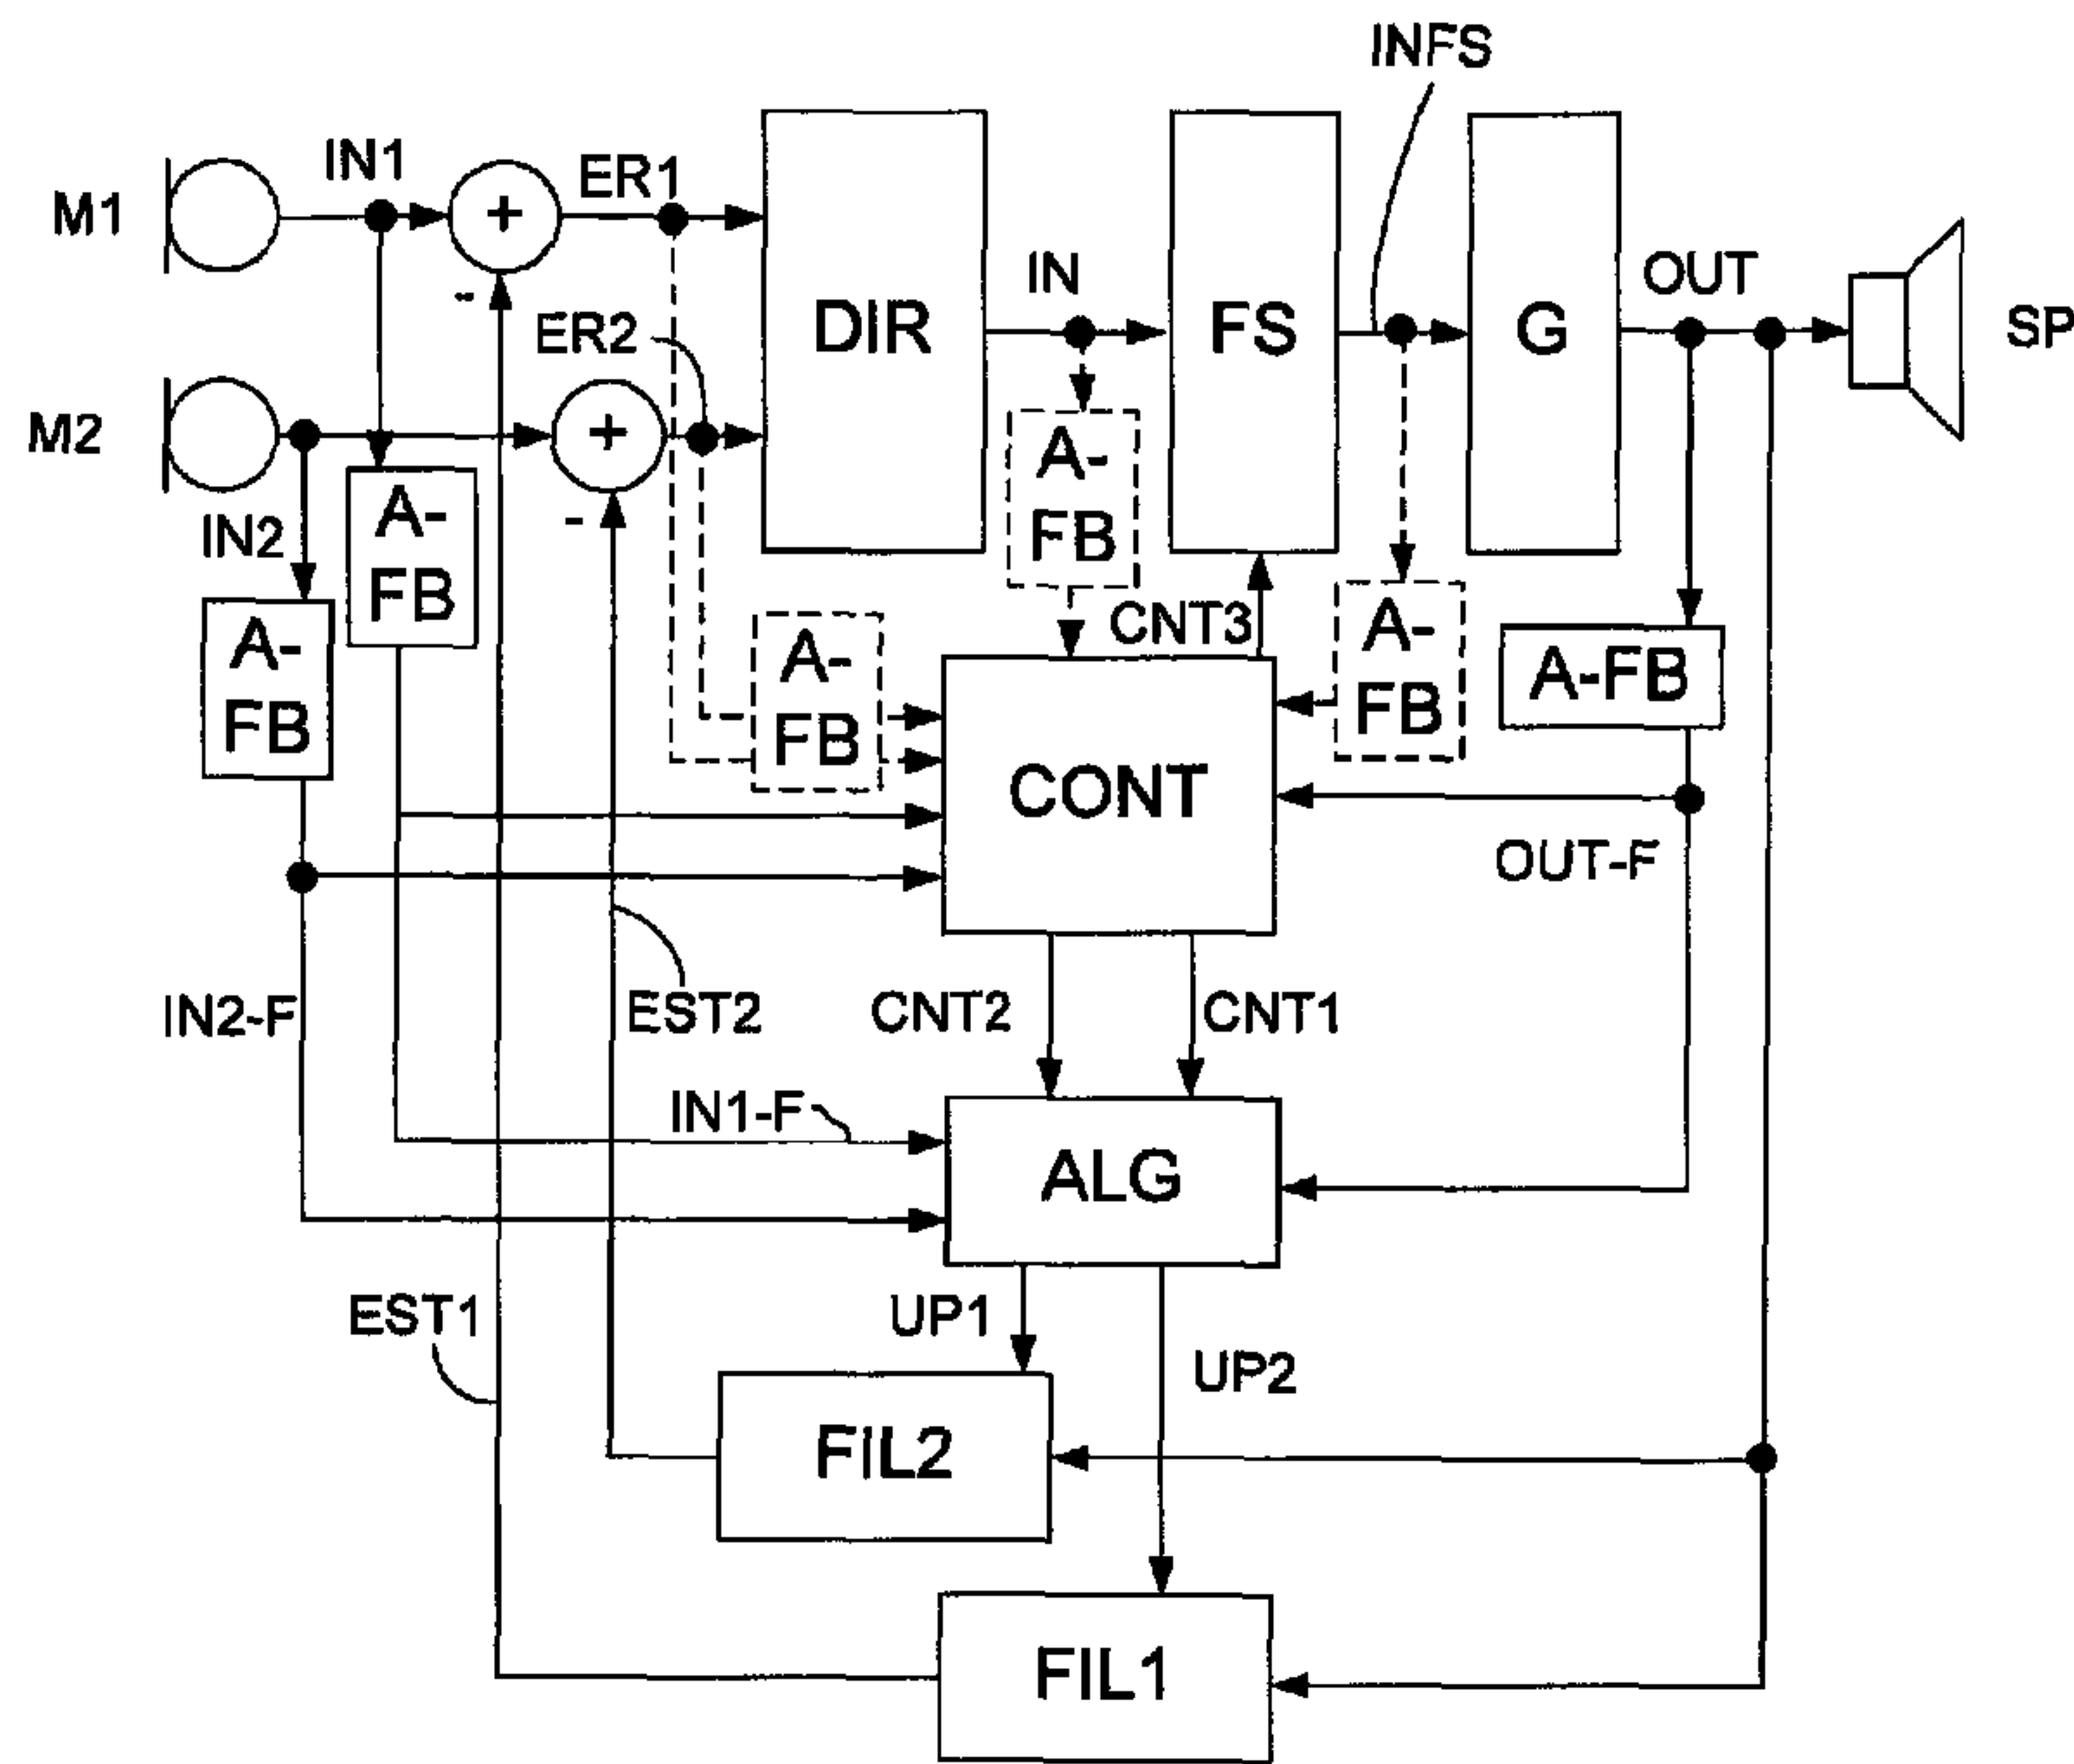 INFS
M1
IN1
+
ER1
-
ER2
DIR
IN
FS
G
OUT
SP
M2
+
-
IN2
A-
FB
A-
FB
A-
FB
A-
FB
A-
FB
CNT3
A-FB
CONT
OUT-F
IN2-F
EST2
CNT2
CNT1
IN1-F
ALG
EST1
UP1
UP2
FIL2
FIL1